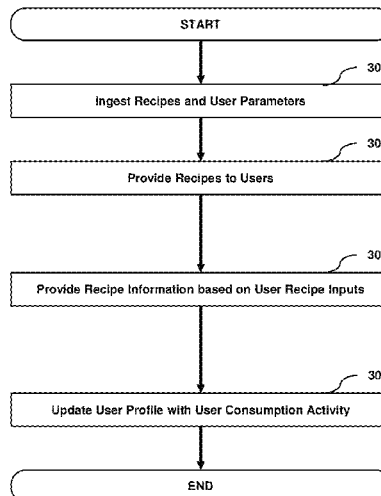 START
30
Ingest Recipes and User Parameters
30
Provide Recipes to Users
30
Provide Recipe Information based on User Recipe Inputs
30
Update User Profile with User Consumption Activity
END